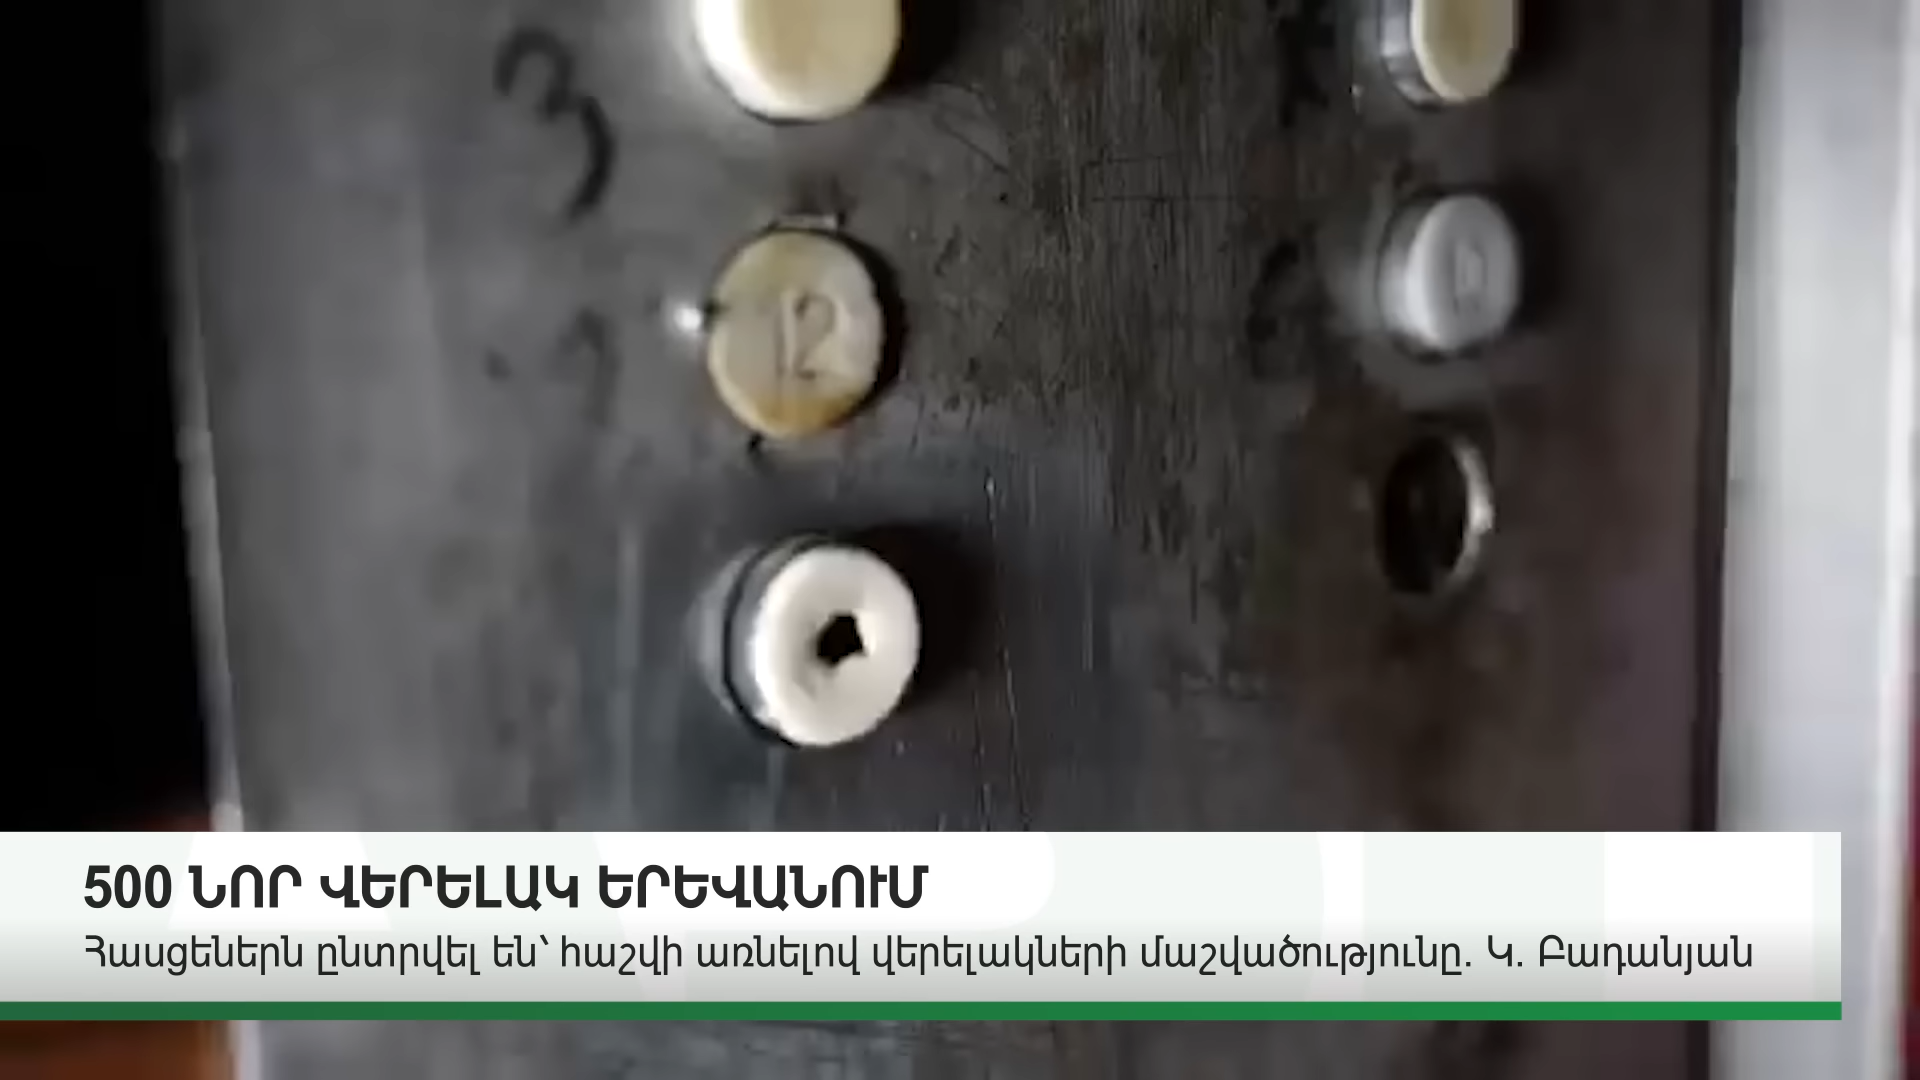 3
12
500 ՆՈՐ ՎԵՐԵԼԱԿ ԵՐԵՎԱՆՈՒՄ
Հասցեներն ընտրվել են՝ հաշվի առնելով վերելակների մաշվածությունը. Կ. Բադանյան